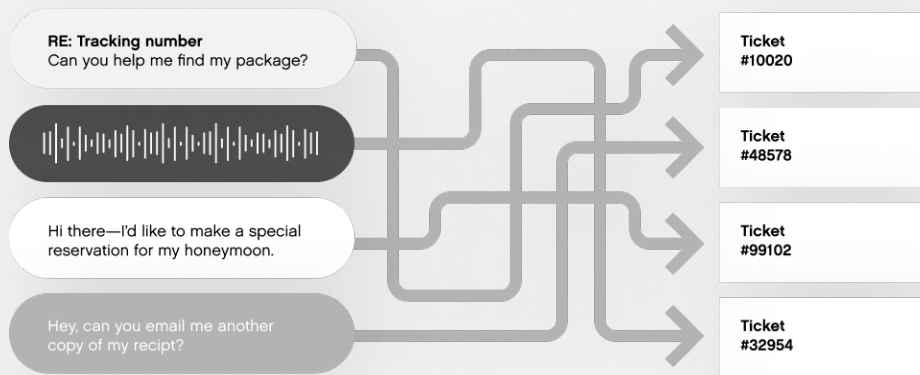 RE: Tracking number
Can you help me find my package?
Hi there—I'd like to make a special
reservation for my honeymoon.
Hey, can you email me another
copy of my recipt?
Ticket
#10020
Ticket
#48578
Ticket
#99102
Ticket
#32954